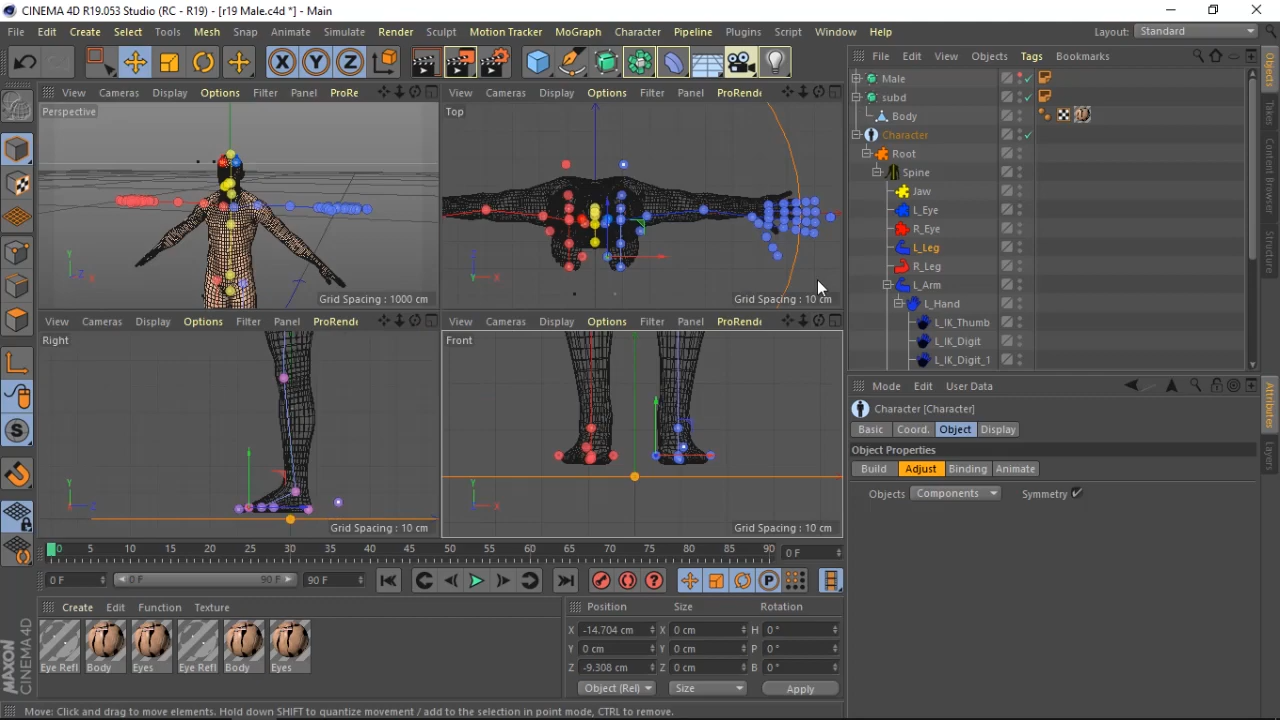 CINEMA 4D R19.053 Studio (RC - R19) - [r19 Male.c4d *] - Main
File Edit Create Select Tools Mesh Snap Animate Simulate Render Sculpt Motion Tracker MoGraph Character Pipeline Plugins Script Window Help Layout: Standard
X Y Z
File Edit View Objects Tags Bookmarks
View Cameras Display Options Filter Panel ProRe
View Cameras Display Options Filter Panel ProRende
Perspective
Top
Grid Spacing : 1000 cm
Grid Spacing : 10 cm
View Cameras Display Options Filter Panel ProRende
View Cameras Display Options Filter Panel ProRende
Right
Front
Grid Spacing : 10 cm
Grid Spacing : 10 cm
Male
subd
Body
Character
Root
Spine
Jaw
L_Eye
R_Eye
L_Leg
R_Leg
L_Arm
L_Hand
L_IK_Thumb
L_IK_Digit
L_IK_Digit_1
Objects
Takes
Content Browser
Structure
Mode Edit User Data
Character [Character]
Basic Coord. Object Display
Object Properties
Build Adjust Binding Animate
Objects Components Symmetry
Attributes
Layers
0 5 10 15 20 25 30 35 40 45 50 55 60 65 70 75 80 85 90 0 F
0 F 0 F 90 F 90 F
P
Create Edit Function Texture
Eye Refl Body Eyes Eye Refl Body Eyes
Position Size Rotation
X -14.704 cm X 0 cm H 0 °
Y 0 cm Y 0 cm P 0 °
Z -9.308 cm Z 0 cm B 0 °
Object (Rel) Size Apply
MAXON
CINEMA 4D
Move: Click and drag to move elements. Hold down SHIFT to quantize movement / add to the selection in point mode, CTRL to remove.